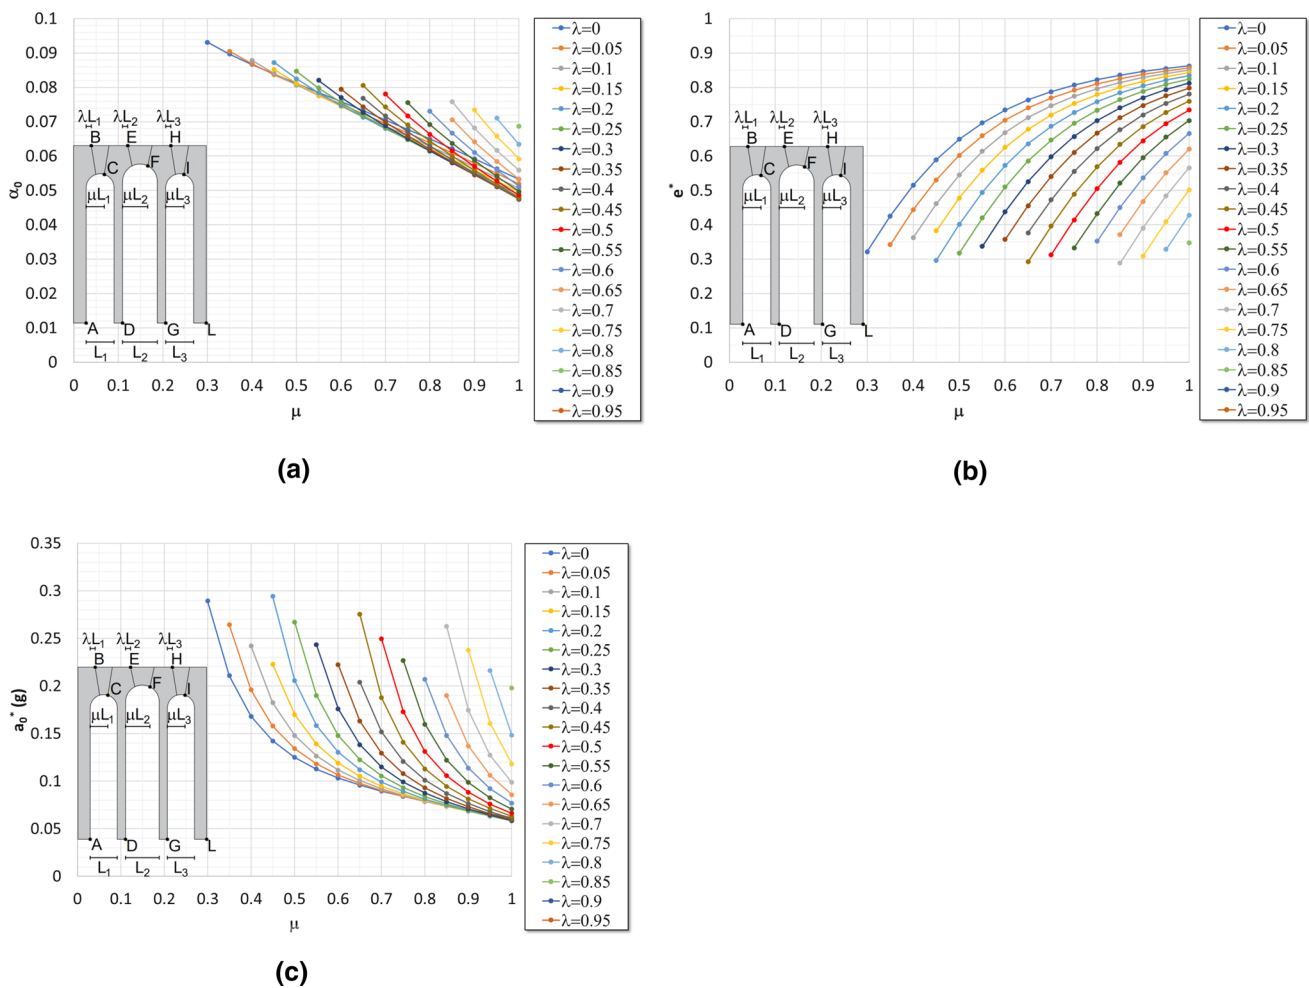 0.1
0.09
0.08
0.07
0.06
0.05
0.04
0.03
0.02
0.01
0
α₀
λL₁ λL₂ λL₃
B E H
C F I
μL₁ μL₂ μL₃
A D G L
L₁ L₂ L₃
0 0.1 0.2 0.3 0.4 0.5 0.6 0.7 0.8 0.9 1
μ
λ=0
λ=0.05
λ=0.1
λ=0.15
λ=0.2
λ=0.25
λ=0.3
λ=0.35
λ=0.4
λ=0.45
λ=0.5
λ=0.55
λ=0.6
λ=0.65
λ=0.7
λ=0.75
λ=0.8
λ=0.85
λ=0.9
λ=0.95
(a)
1
0.9
0.8
0.7
0.6
0.5
0.4
0.3
0.2
0.1
0
e*
λL₁ λL₂ λL₃
B E H
C F I
μL₁ μL₂ μL₃
A D G L
L₁ L₂ L₃
0 0.1 0.2 0.3 0.4 0.5 0.6 0.7 0.8 0.9 1
μ
λ=0
λ=0.05
λ=0.1
λ=0.15
λ=0.2
λ=0.25
λ=0.3
λ=0.35
λ=0.4
λ=0.45
λ=0.5
λ=0.55
λ=0.6
λ=0.65
λ=0.7
λ=0.75
λ=0.8
λ=0.85
λ=0.9
λ=0.95
(b)
0.35
0.3
0.25
0.2
0.15
0.1
0.05
0
a₀* (g)
λL₁ λL₂ λL₃
B E H
C F I
μL₁ μL₂ μL₃
A D G L
L₁ L₂ L₃
0 0.1 0.2 0.3 0.4 0.5 0.6 0.7 0.8 0.9 1
μ
λ=0
λ=0.05
λ=0.1
λ=0.15
λ=0.2
λ=0.25
λ=0.3
λ=0.35
λ=0.4
λ=0.45
λ=0.5
λ=0.55
λ=0.6
λ=0.65
λ=0.7
λ=0.75
λ=0.8
λ=0.85
λ=0.9
λ=0.95
(c)